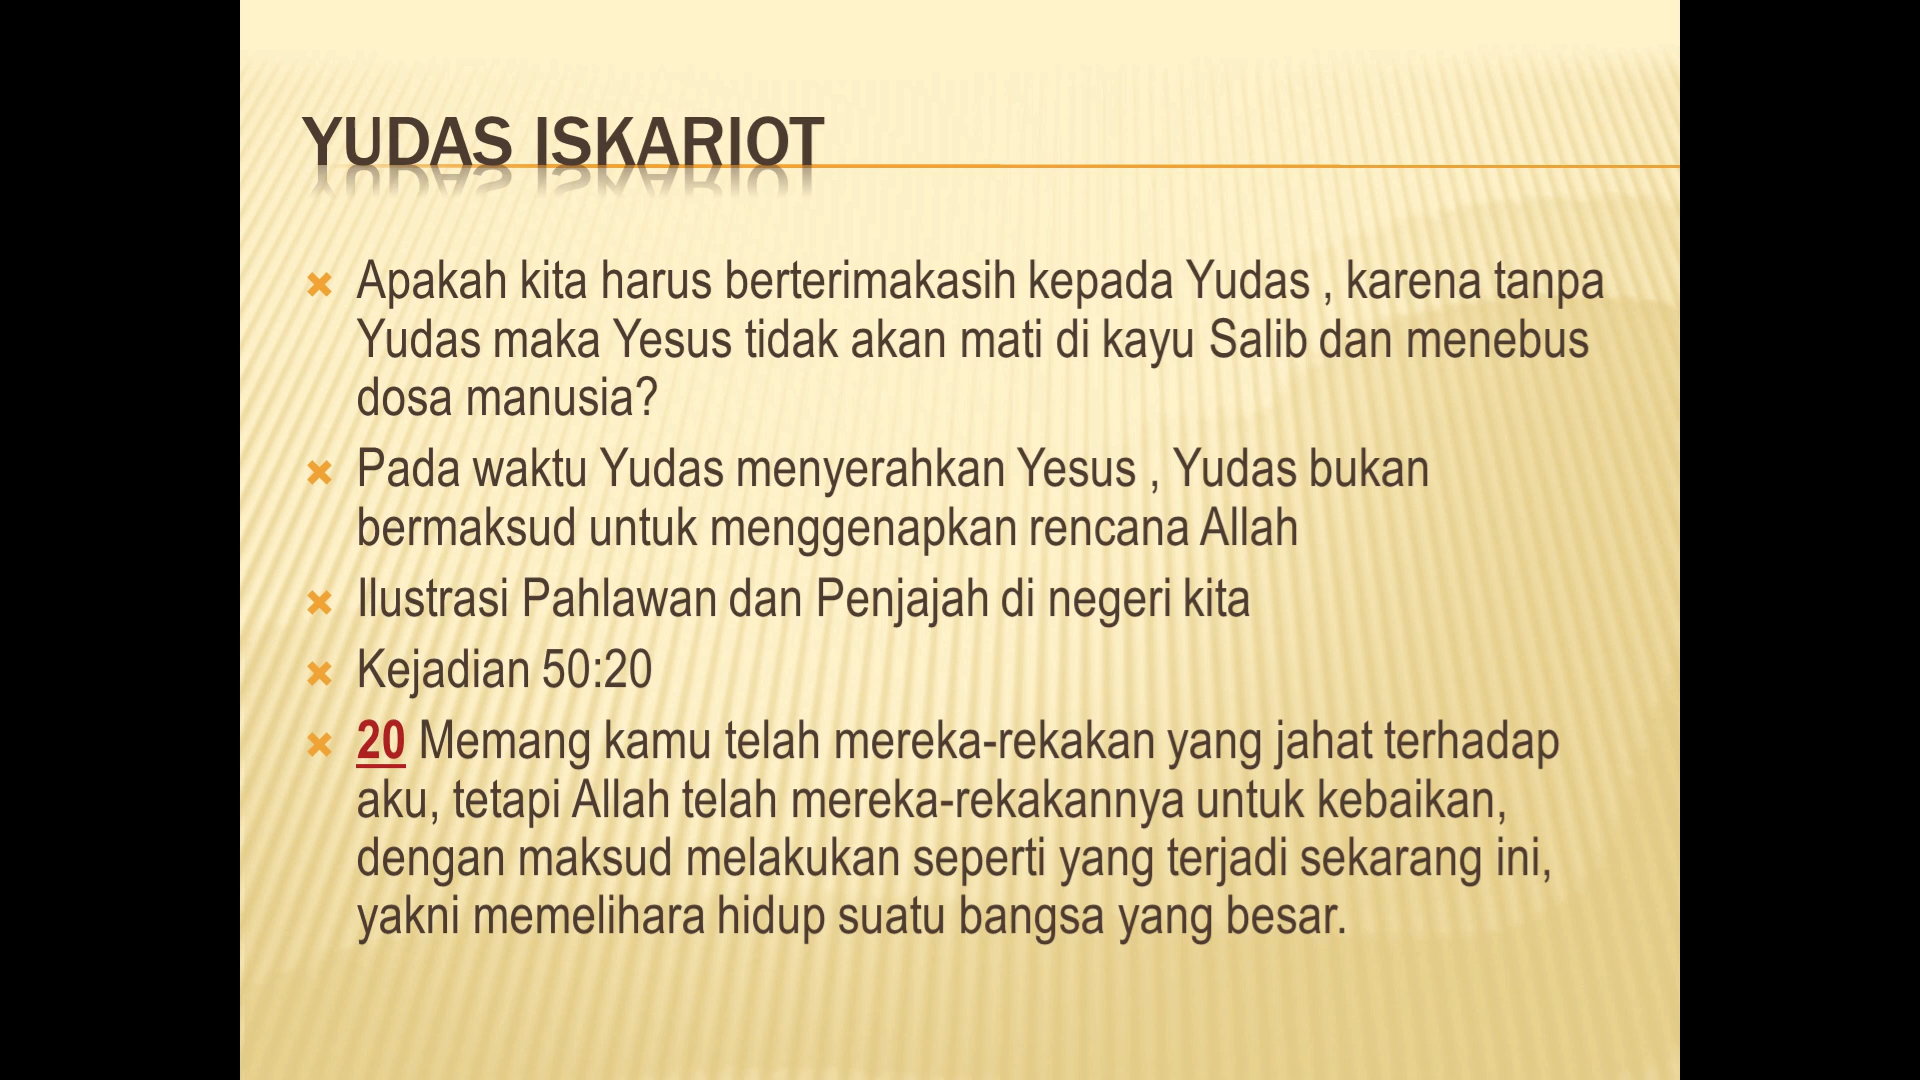 YUDAS ISKARIOT
Apakah kita harus berterimakasih kepada Yudas , karena tanpa
Yudas maka Yesus tidak akan mati di kayu Salib dan menebus
dosa manusia?
Pada waktu Yudas menyerahkan Yesus , Yudas bukan
bermaksud untuk menggenapkan rencana Allah
Ilustrasi Pahlawan dan Penjajah di negeri kita
Kejadian 50:20
20 Memang kamu telah mereka-rekakan yang jahat terhadap
aku, tetapi Allah telah mereka-rekakannya untuk kebaikan,
dengan maksud melakukan seperti yang terjadi sekarang ini,
yakni memelihara hidup suatu bangsa yang besar.